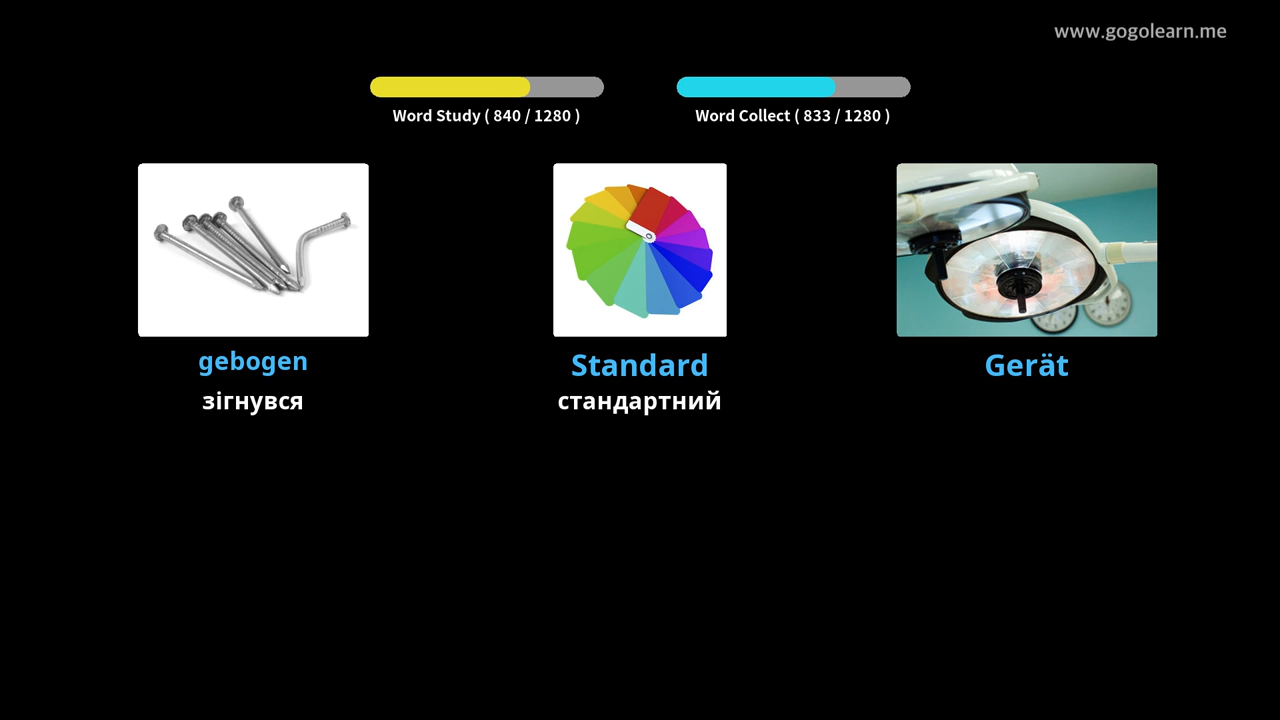 www.gogolearn.me
Word Study ( 840 / 1280 )
Word Collect ( 833 / 1280 )
gebogen
зігнувся
Standard
стандартний
Gerät